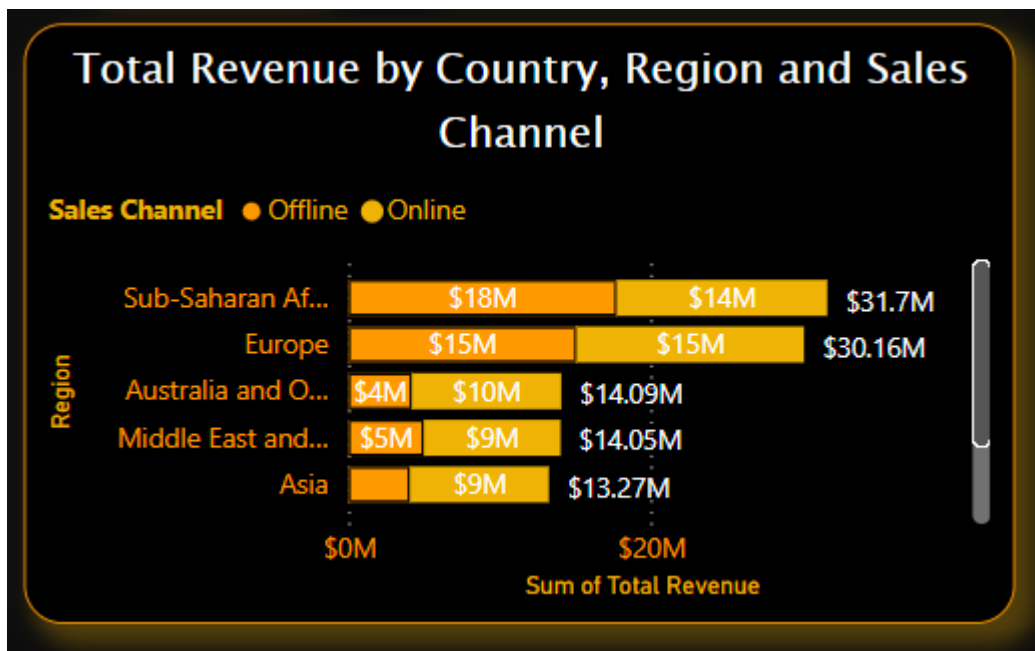 Total Revenue by Country, Region and Sales
Channel
Sales Channel Offline Online
Region
Sub-Saharan Af... $18M $14M $31.7M
Europe $15M $15M $30.16M
Australia and O... $4M $10M $14.09M
Middle East and... $5M $9M $14.05M
Asia $9M $13.27M
$0M $20M
Sum of Total Revenue